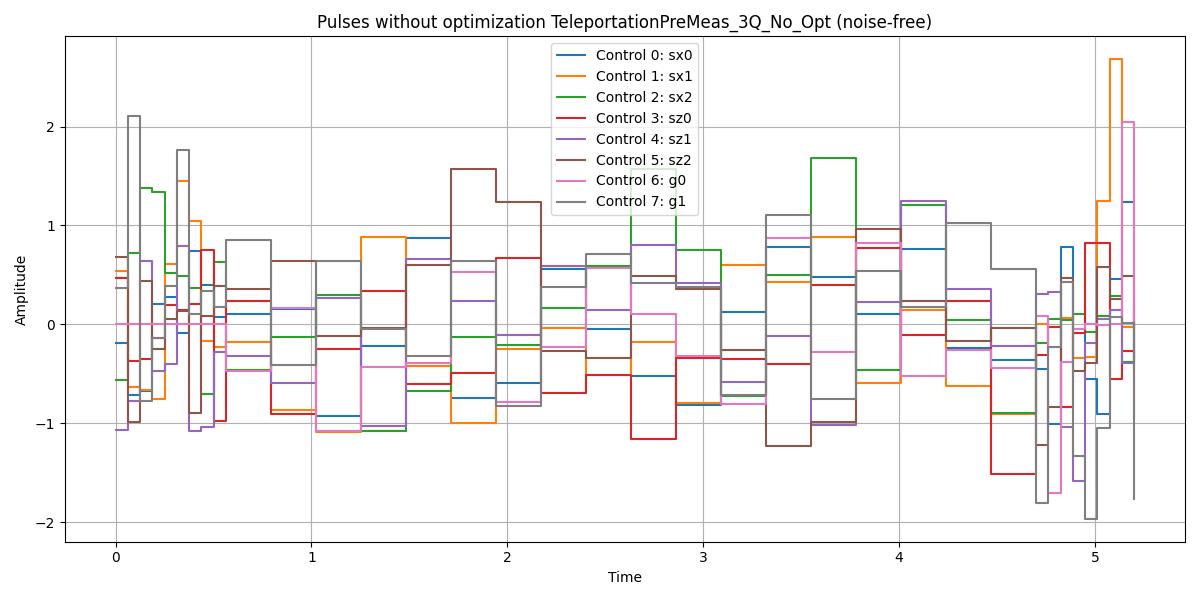 Pulses without optimization TeleportationPreMeas_3Q_No_Opt (noise-free)
Control 0: sx0
Control 1: sx1
Control 2: sx2
Control 3: sz0
Control 4: sz1
Control 5: sz2
Control 6: g0
Control 7: g1
Amplitude
2
1
0
−1
−2
0
1
2
3
4
5
Time